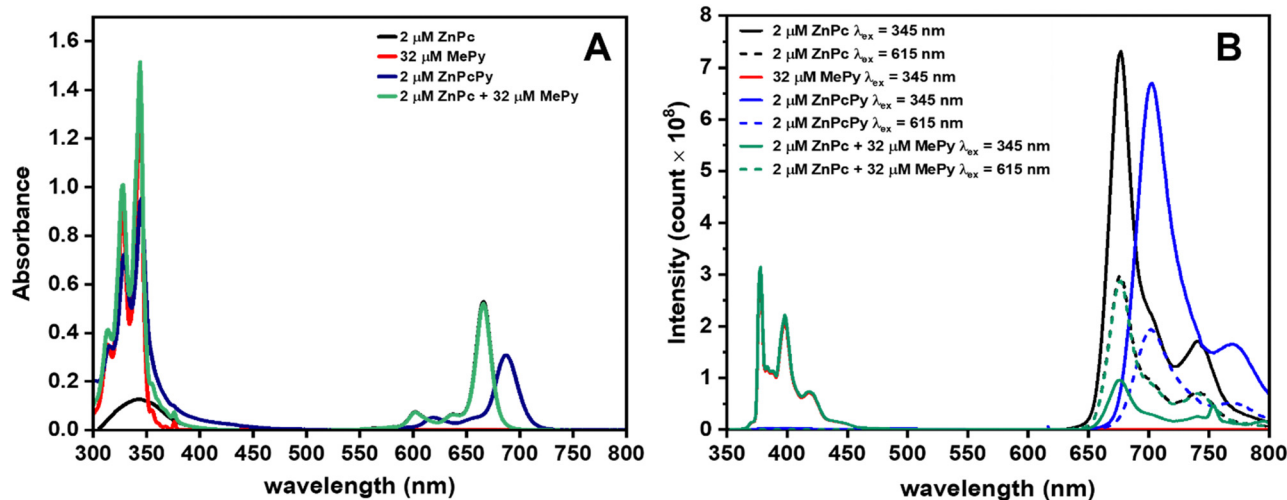 A
2 μM ZnPc
32 μM MePy
2 μM ZnPcPy
2 μM ZnPc + 32 μM MePy
Absorbance
1.6
1.4
1.2
1.0
0.8
0.6
0.4
0.2
0.0
300 350 400 450 500 550 600 650 700 750 800
wavelength (nm)
B
2 μM ZnPc λex = 345 nm
2 μM ZnPc λex = 615 nm
32 μM MePy λex = 345 nm
2 μM ZnPcPy λex = 345 nm
2 μM ZnPcPy λex = 615 nm
2 μM ZnPc + 32 μM MePy λex = 345 nm
2 μM ZnPc + 32 μM MePy λex = 615 nm
Intensity (count × 10⁸)
8
7
6
5
4
3
2
1
0
350 400 450 500 550 600 650 700 750 800
wavelength (nm)